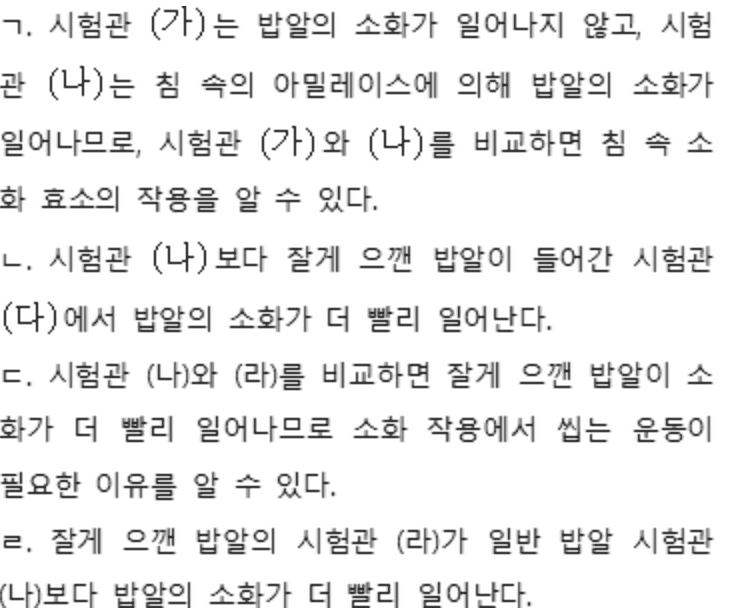 ㄱ. 시험관 (가)는 밥알의 소화가 일어나지 않고, 시험
관 (나)는 침 속의 아밀레이스에 의해 밥알의 소화가
일어나므로, 시험관 (가)와 (나)를 비교하면 침 속 소
화 효소의 작용을 알 수 있다.
ㄴ. 시험관 (나)보다 잘게 으깬 밥알이 들어간 시험관
(다)에서 밥알의 소화가 더 빨리 일어난다.
ㄷ. 시험관 (나)와 (라)를 비교하면 잘게 으깬 밥알이 소
화가 더 빨리 일어나므로 소화 작용에서 씹는 운동이
필요한 이유를 알 수 있다.
ㄹ. 잘게 으깬 밥알의 시험관 (라)가 일반 밥알 시험관
(나)보다 밥알의 소화가 더 빨리 일어난다.